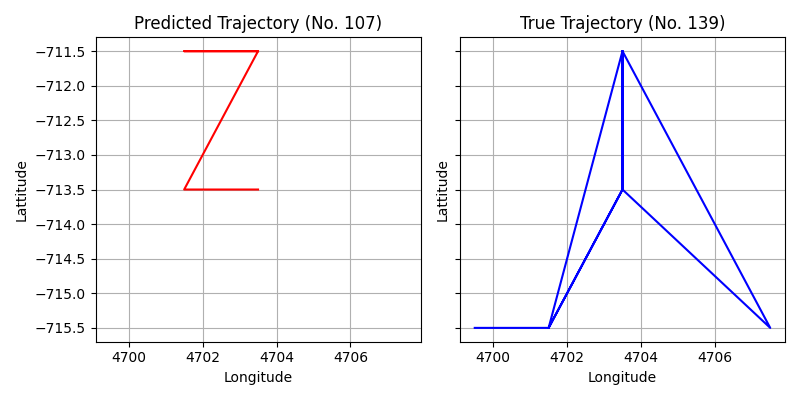 Predicted Trajectory (No. 107)
−711.5
−712.0
−712.5
−713.0
−713.5
−714.0
−714.5
−715.0
−715.5
Lattitude
4700
4702
4704
4706
Longitude
True Trajectory (No. 139)
Lattitude
4700
4702
4704
4706
Longitude